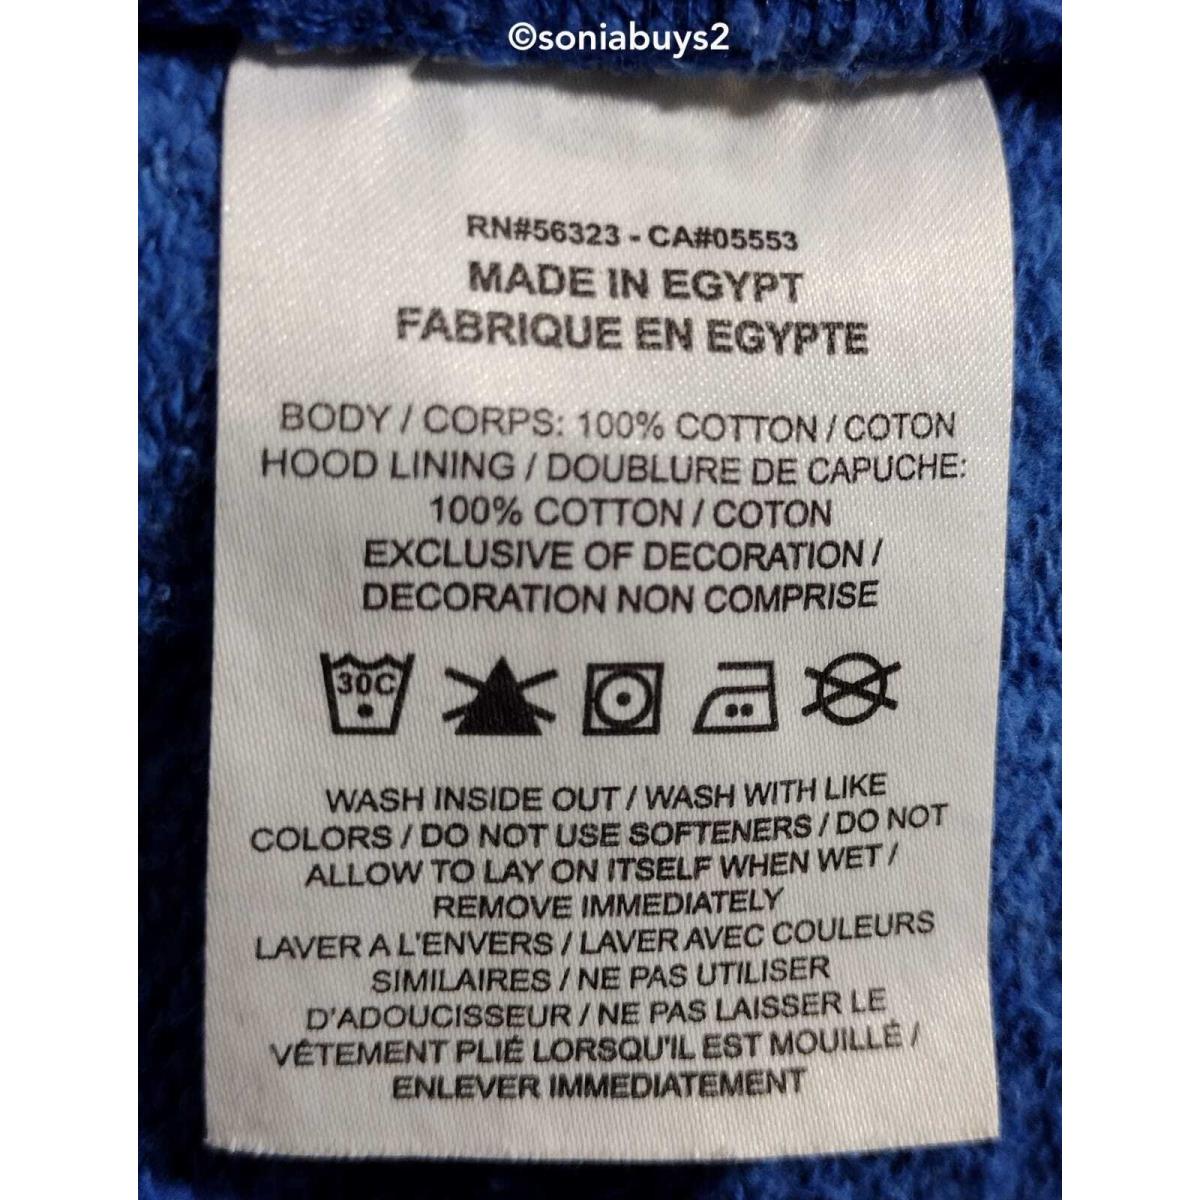 ©soniabuys2
RN#56323 - CA#05553
MADE IN EGYPT
FABRIQUE EN EGYPTE
BODY / CORPS: 100% COTTON / COTON
HOOD LINING / DOUBLURE DE CAPUCHE:
100% COTTON / COTON
EXCLUSIVE OF DECORATION /
DECORATION NON COMPRISE
30C
WASH INSIDE OUT / WASH WITH LIKE
COLORS / DO NOT USE SOFTENERS / DO NOT
ALLOW TO LAY ON ITSELF WHEN WET /
REMOVE IMMEDIATELY
LAVER A L'ENVERS / LAVER AVEC COULEURS
SIMILAIRES / NE PAS UTILISER
D'ADOUCISSEUR / NE PAS LAISSER LE
VÊTEMENT PLIÉ LORSQU'IL EST MOUILLÉ /
ENLEVER IMMEDIATEMENT